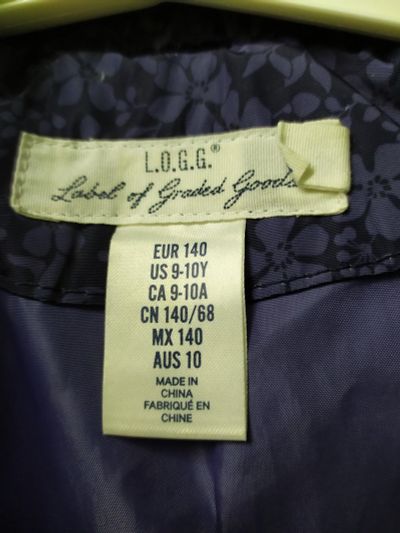 L.O.G.G.®
Label of Graded Goods
EUR 140
US 9-10Y
CA 9-10A
CN 140/68
MX 140
AUS 10
MADE IN
CHINA
FABRIQUÉ EN
CHINE